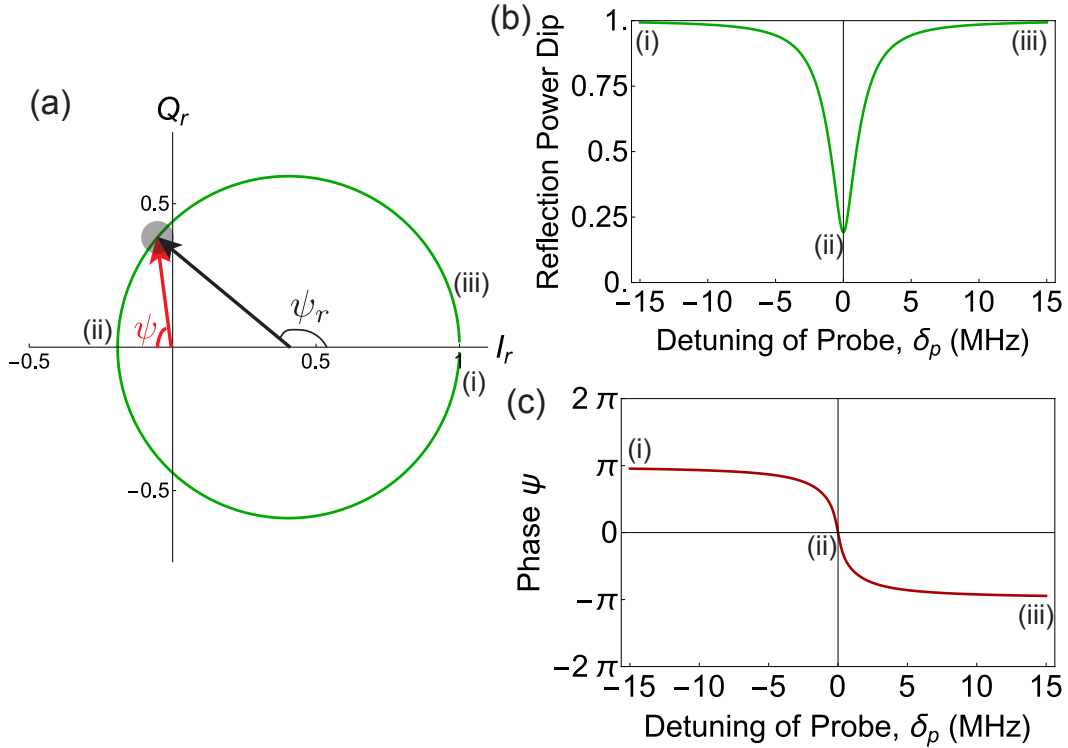 (a)
Q_r
0.5
(iii)
ψ_r
ψ
(ii)
-0.5
0.5
1
I_r
(i)
-0.5
(b)
Reflection Power Dip
1.
0.75
0.5
0.25
0.
(i)
(iii)
(ii)
-15 -10 -5 0 5 10 15
Detuning of Probe, δ_p (MHz)
(c)
Phase ψ
2 π
π
0
-π
-2 π
(i)
(ii)
(iii)
-15 -10 -5 0 5 10 15
Detuning of Probe, δ_p (MHz)